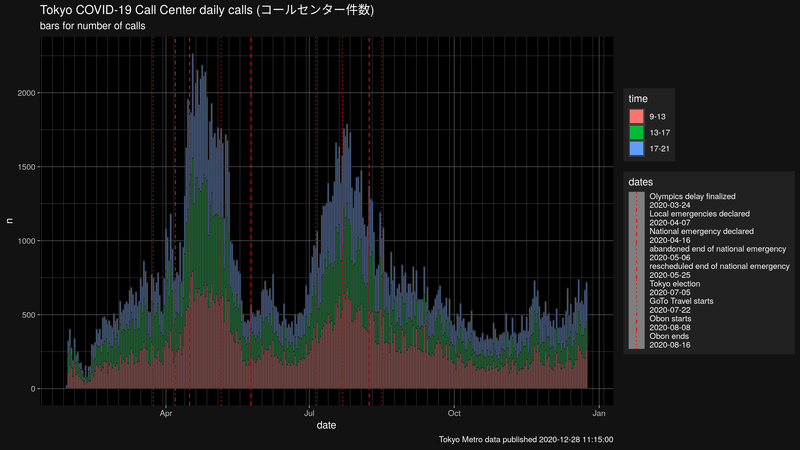 Tokyo COVID-19 Call Center daily calls (コールセンター件数)
bars for number of calls
2000
1500
1000
500
0
n
Apr
Jul
Oct
Jan
date
time
9-13
13-17
17-21
dates
Olympics delay finalized
2020-03-24
Local emergencies declared
2020-04-07
National emergency declared
2020-04-16
abandoned end of national emergency
2020-05-06
rescheduled end of national emergency
2020-05-25
Tokyo election
2020-07-05
GoTo Travel starts
2020-07-22
Obon starts
2020-08-08
Obon ends
2020-08-16
Tokyo Metro data published 2020-12-28 11:15:00